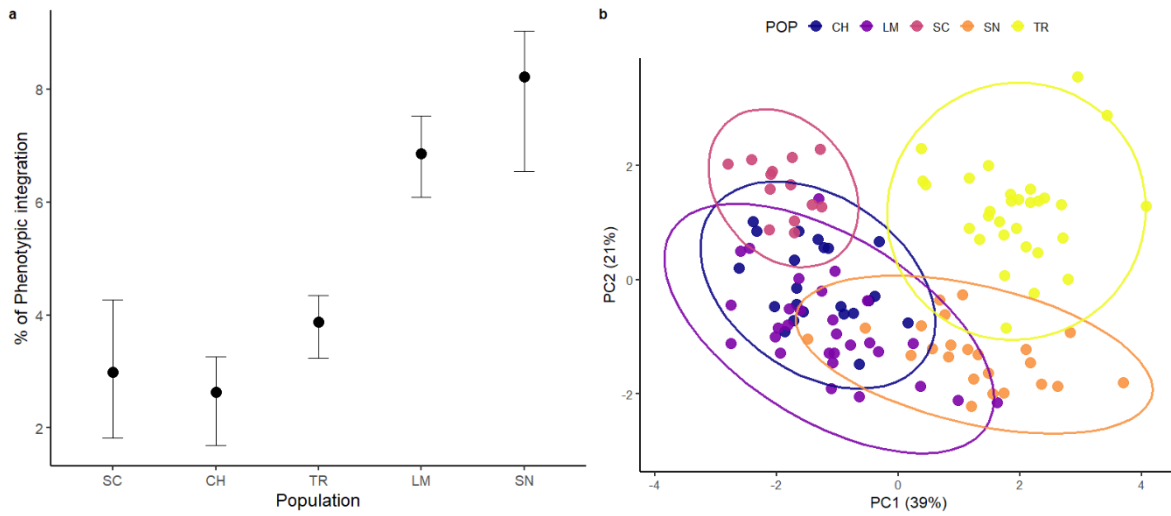 a
% of Phenotypic integration
8
6
4
2
SC CH TR LM SN
Population
b
POP CH LM SC SN TR
PC2 (21%)
2
0
-2
-4 -2 0 2 4
PC1 (39%)